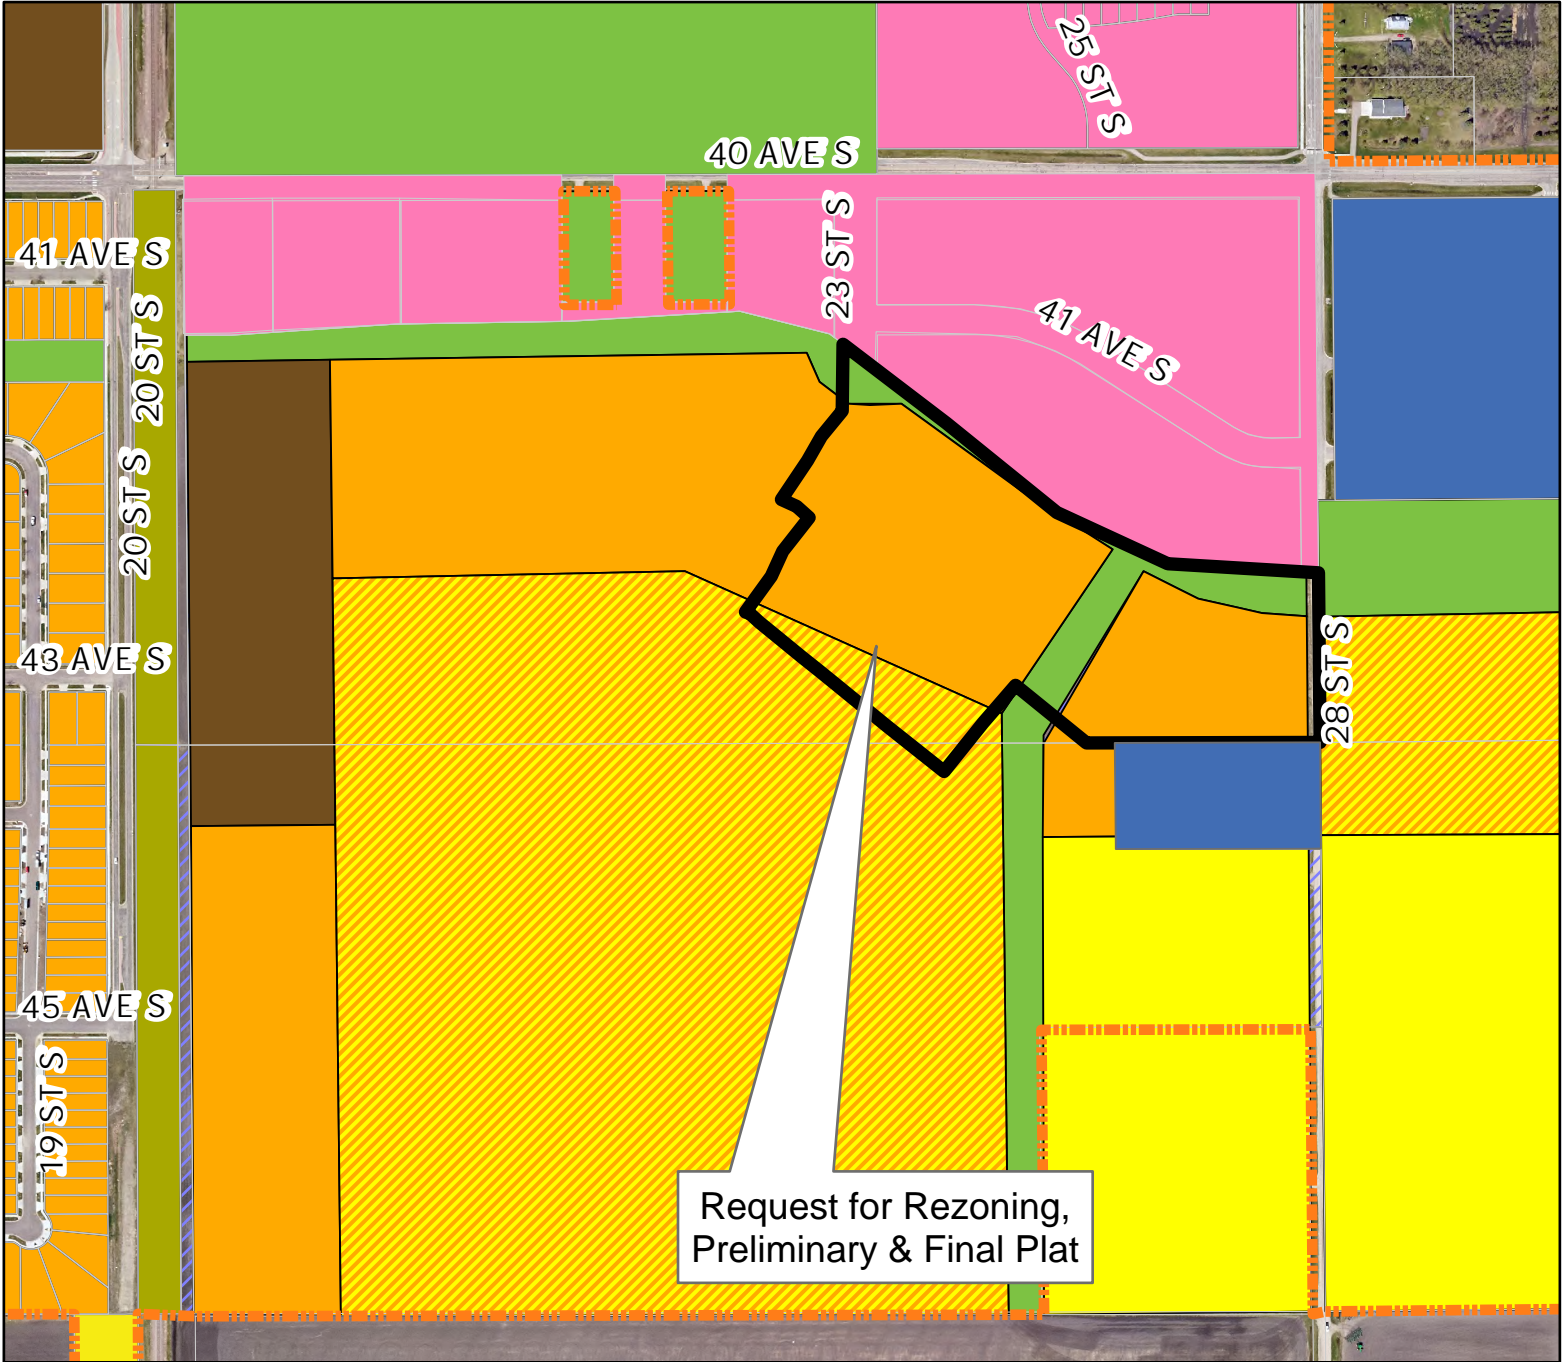 25 ST S
40 AVE S
23 ST S
41 AVE S
41 AVE S
20 ST S
20 ST S
43 AVE S
28 ST S
45 AVE S
19 ST S
Request for Rezoning,
Preliminary & Final Plat